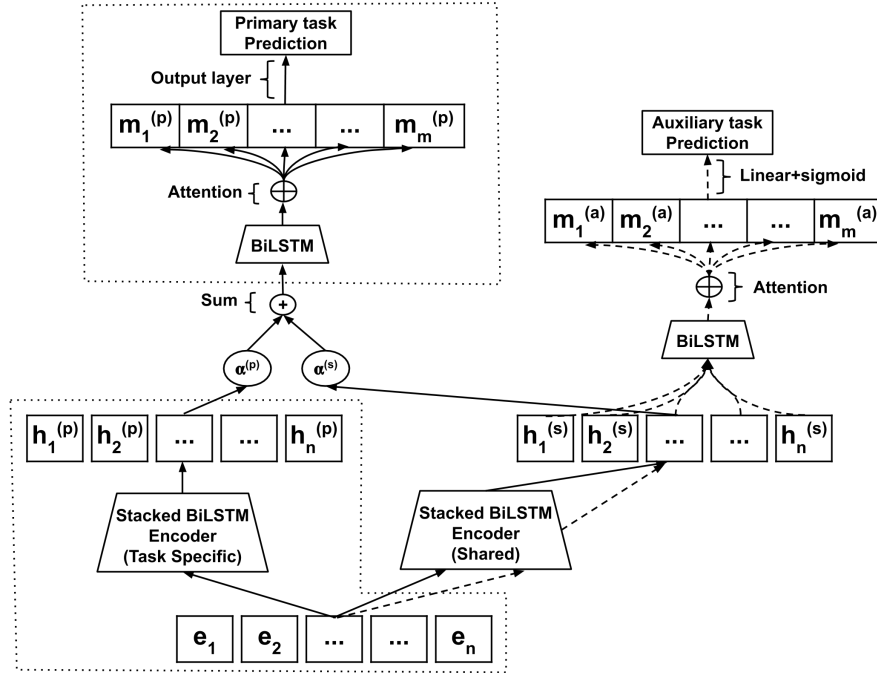 Primary task
Prediction
Output layer
m1(p) m2(p) ... ... mm(p)
Attention
BiLSTM
Sum
+
α(p) α(s)
h1(p) h2(p) ... ... hn(p)
Stacked BiLSTM
Encoder
(Task Specific)
Auxiliary task
Prediction
Linear+sigmoid
m1(a) m2(a) ... ... mm(a)
Attention
BiLSTM
h1(s) h2(s) ... ... hn(s)
Stacked BiLSTM
Encoder
(Shared)
e1 e2 ... ... en